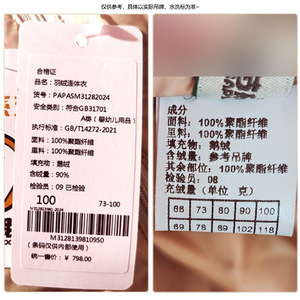 仅供参考，具体以实际吊牌、水洗标为准~
合格证
品名：羽绒连体衣
货号：PAPASM31282024
安全类别：符合GB31701
A类（婴幼儿用品）
执行标准：GB/T14272-2021
面料：100%聚酯纤维
里料：100%聚酯纤维
填充物：鹅绒
含绒量：90%
检验员：09 已检验
100
73-100
M3128139810950
（条码仅供内部使用）
统一零售价：￥798.00
成分
面料：100%聚酯纤维
里料：100%聚酯纤维
填充物：鹅绒
含绒量：参考吊牌
其余部位：100%聚酯纤维
检验员：08
充绒量（单位 克）
66 73 80 90 100
69 78 89 102 118